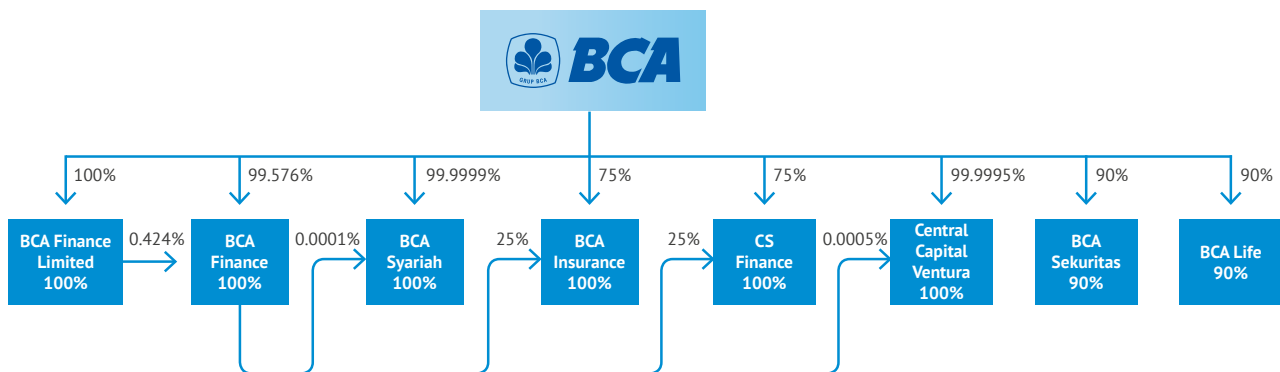 GRUP BCA
BCA
100%
99.576%
99.9999%
75%
75%
99.9995%
90%
90%
BCA Finance
Limited
100%
0.424%
BCA
Finance
100%
0.0001%
BCA
Syariah
100%
25%
BCA
Insurance
100%
25%
CS
Finance
100%
0.0005%
Central
Capital
Ventura
100%
BCA
Sekuritas
90%
BCA Life
90%